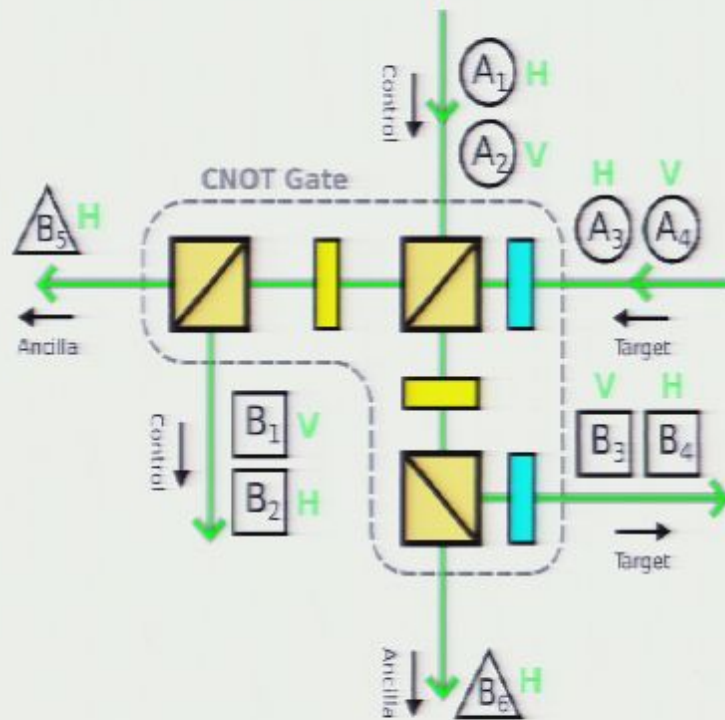 Control
A1 H
A2 V
CNOT Gate
H V
A3 A4
B5 H
Ancilla
Target
Control
B1 V
B2 H
V H
B3 B4
Target
Ancilla
B6 H